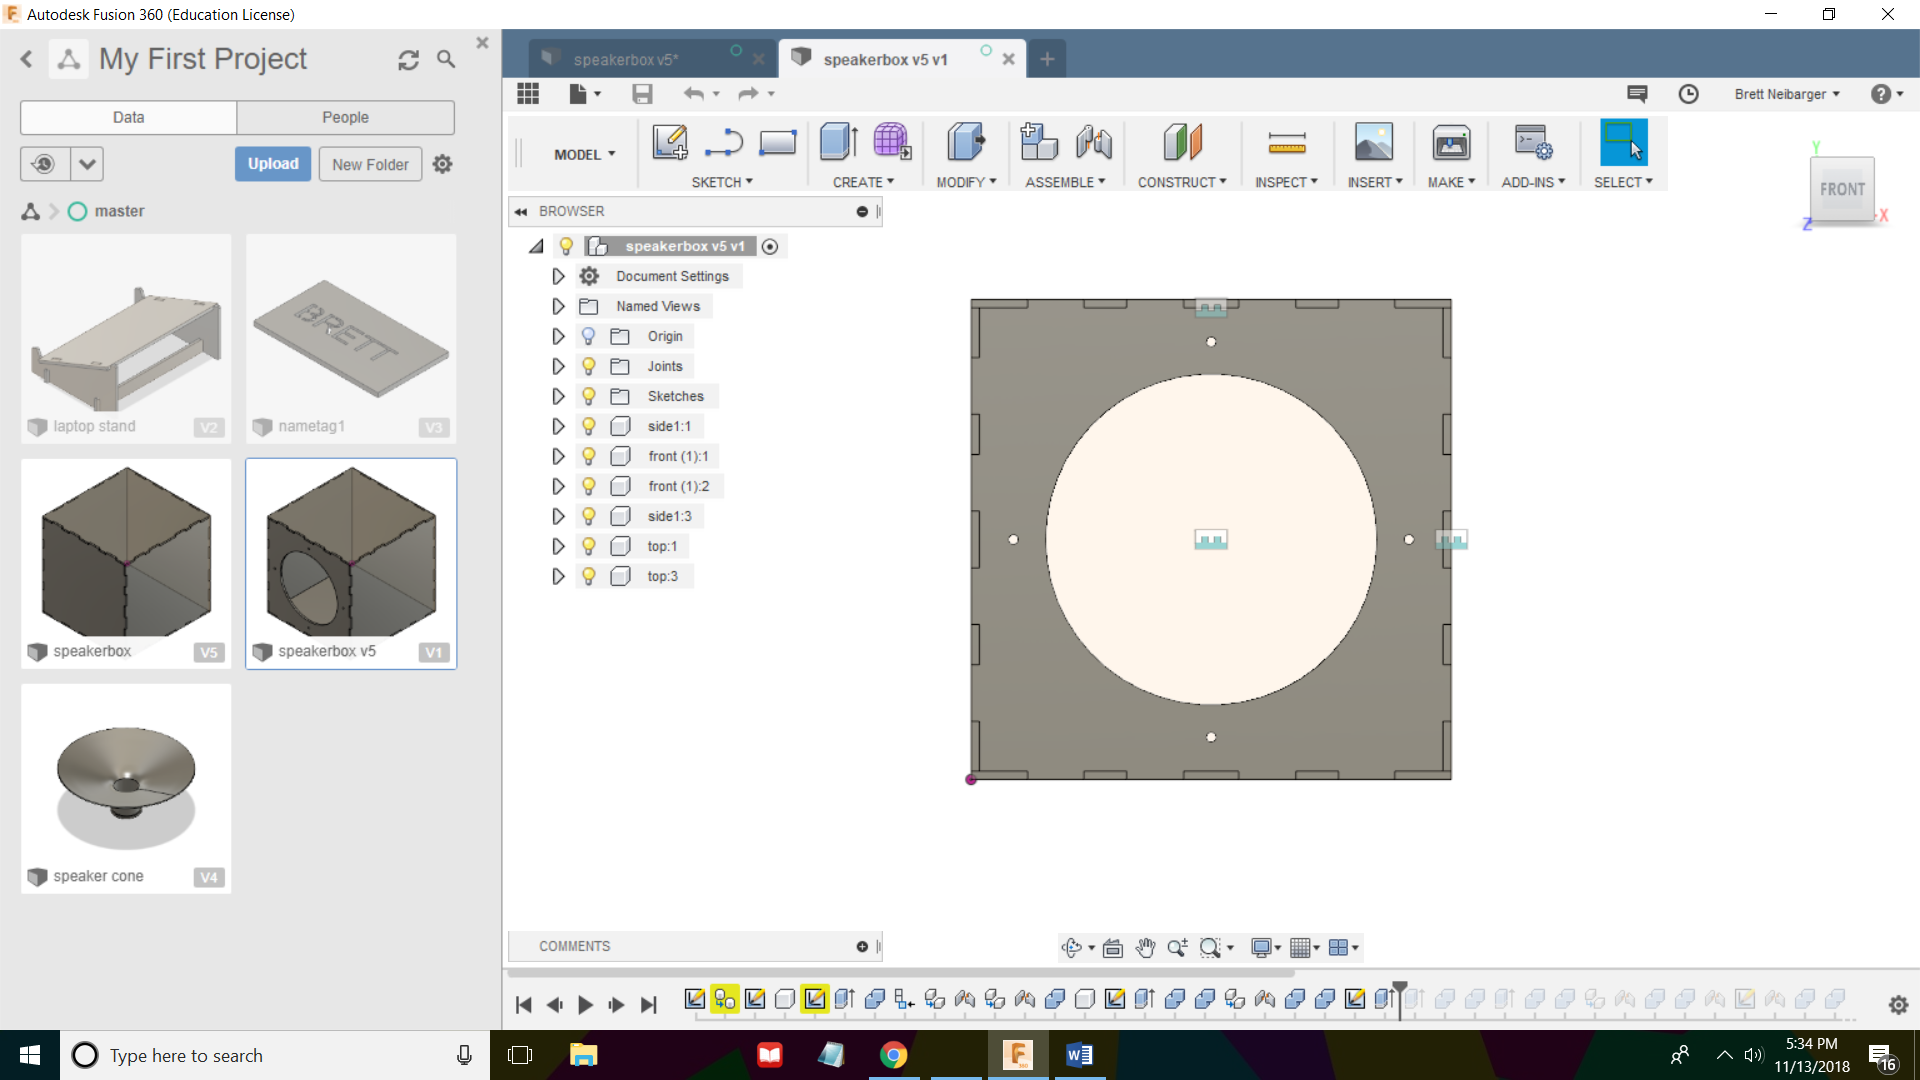 Autodesk Fusion 360 (Education License)
My First Project
Data
People
Upload
New Folder
master
laptop stand
V2
BRETT
nametag1
V3
speakerbox
V5
speakerbox v5
V1
speaker cone
V4
speakerbox v5*
speakerbox v5 v1
Brett Neibarger
MODEL
SKETCH
CREATE
MODIFY
ASSEMBLE
CONSTRUCT
INSPECT
INSERT
MAKE
ADD-INS
SELECT
BROWSER
speakerbox v5 v1
Document Settings
Named Views
Origin
Joints
Sketches
side1:1
front (1):1
front (1):2
side1:3
top:1
top:3
Y
FRONT
X
Z
COMMENTS
Type here to search
5:34 PM
11/13/2018
16